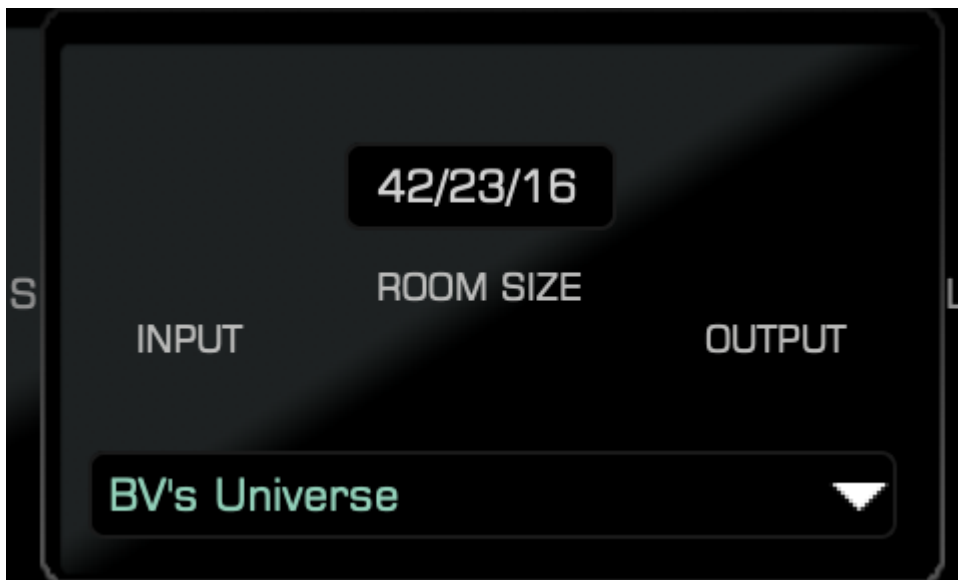 42/23/16
ROOM SIZE
S
INPUT
OUTPUT
BV's Universe